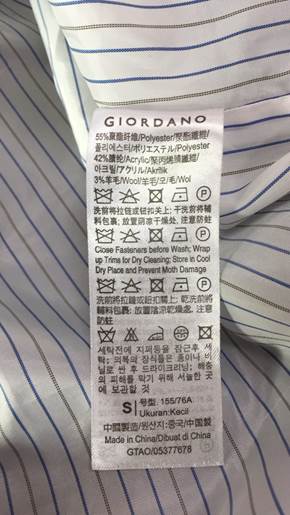 GIORDANO
55%聚酯纤维/Polyester/聚酯纖維/
폴리에스터/ポリエステル/Polyester
42%腈纶/Acrylic/聚丙烯腈纖維/
아크릴/アクリル/Akrilik
3%羊毛/Wool/羊毛/모/毛/Wol
洗前将拉链或钮扣关上; 干洗前将辅
料包裹; 放置阴凉干燥处, 注意
防蛀
Close Fasteners before Wash; Wrap
up Trims for Dry Cleaning; Store in Cool
Dry Place and Prevent Moth Damage
洗前將拉鏈或鈕扣關上; 乾洗前將
輔料包裹; 放置陰涼乾燥處, 注意
防蛀
세탁전에 지퍼등을 잠근후 세
탁; 의복의 장식들은 종이나 비
닐로 싼 후 드라이크리닝; 해충
의 피해를 막기 위해 서늘한 곳
에 보관할 것
S 号型. 155/76A
Ukuran:Kecil
中國製造/원산지:중국/中国製
Made in China/Dibuat di China
GTAO/05377678